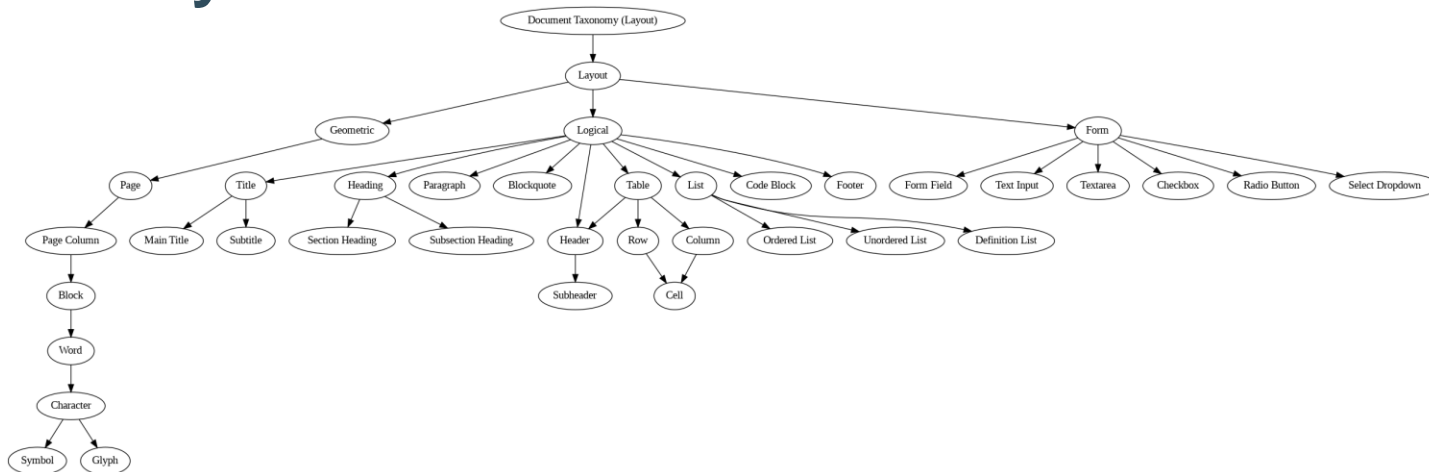 Document Taxonomy (Layout)
Layout
Geometric Logical Form
Page Title Heading Paragraph Blockquote Table List Code Block Footer Form Field Text Input Textarea Checkbox Radio Button Select Dropdown
Page Column Main Title Subtitle Section Heading Subsection Heading Header Row Column Ordered List Unordered List Definition List
Block Subheader Cell
Word
Character
Symbol Glyph